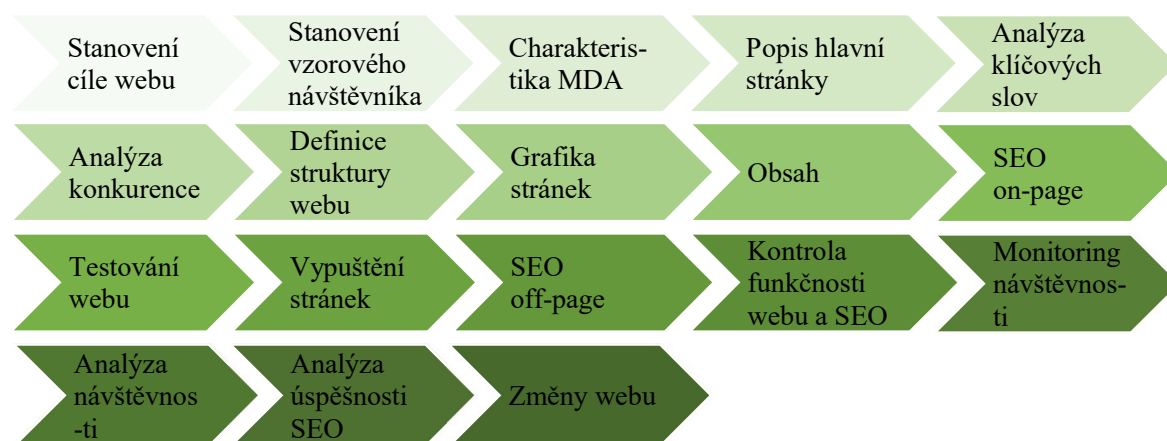 Stanovení
cíle webu
Stanovení
vzorového
návštěvníka
Charakteris-
tika MDA
Popis hlavní
stránky
Analýza
klíčových
slov
Analýza
konkurence
Definice
struktury
webu
Grafika
stránek
Obsah
SEO
on-page
Testování
webu
Vypuštění
stránek
SEO
off-page
Kontrola
funkčnosti
webu a SEO
Monitoring
návštěvnos-
ti
Analýza
návštěvnos
-ti
Analýza
úspěšnosti
SEO
Změny webu